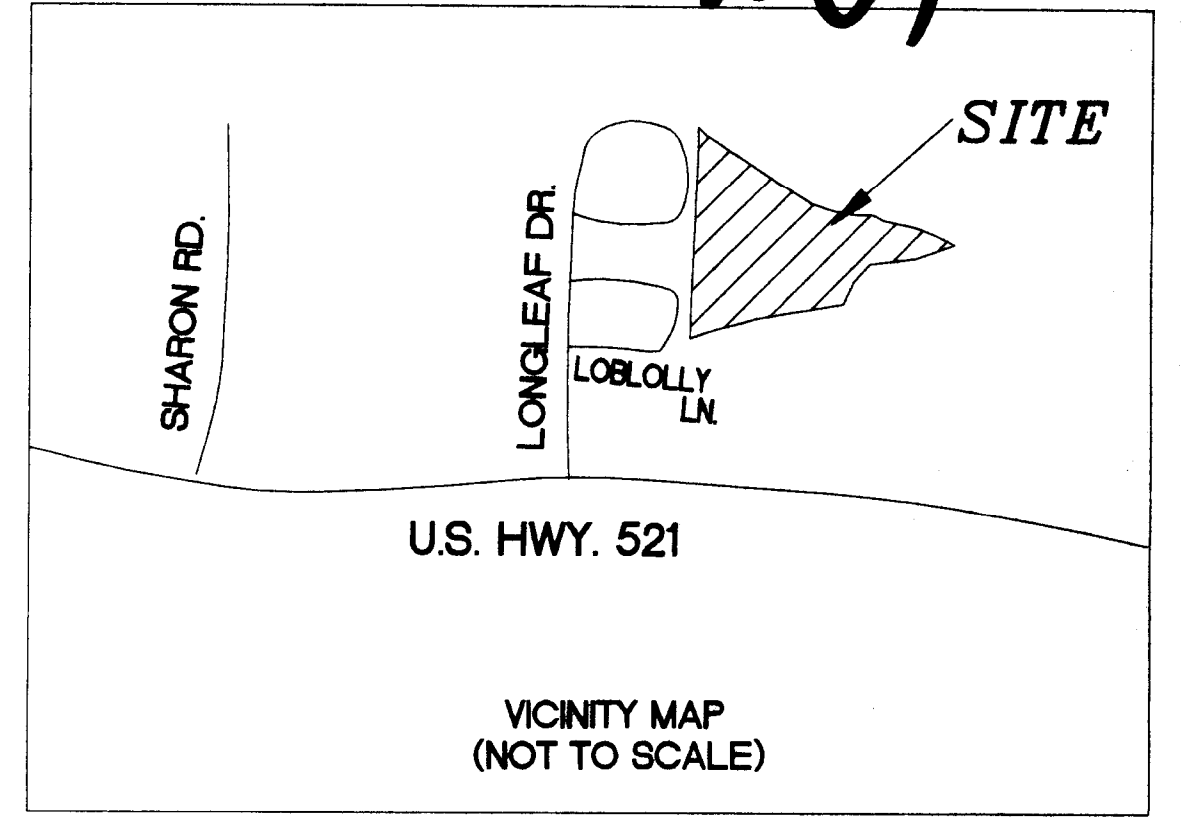 SITE
SHARON RD.
LONGLEAF DR.
LOBLOLLY
LN.
U.S. HWY. 521
VICINITY MAP
(NOT TO SCALE)